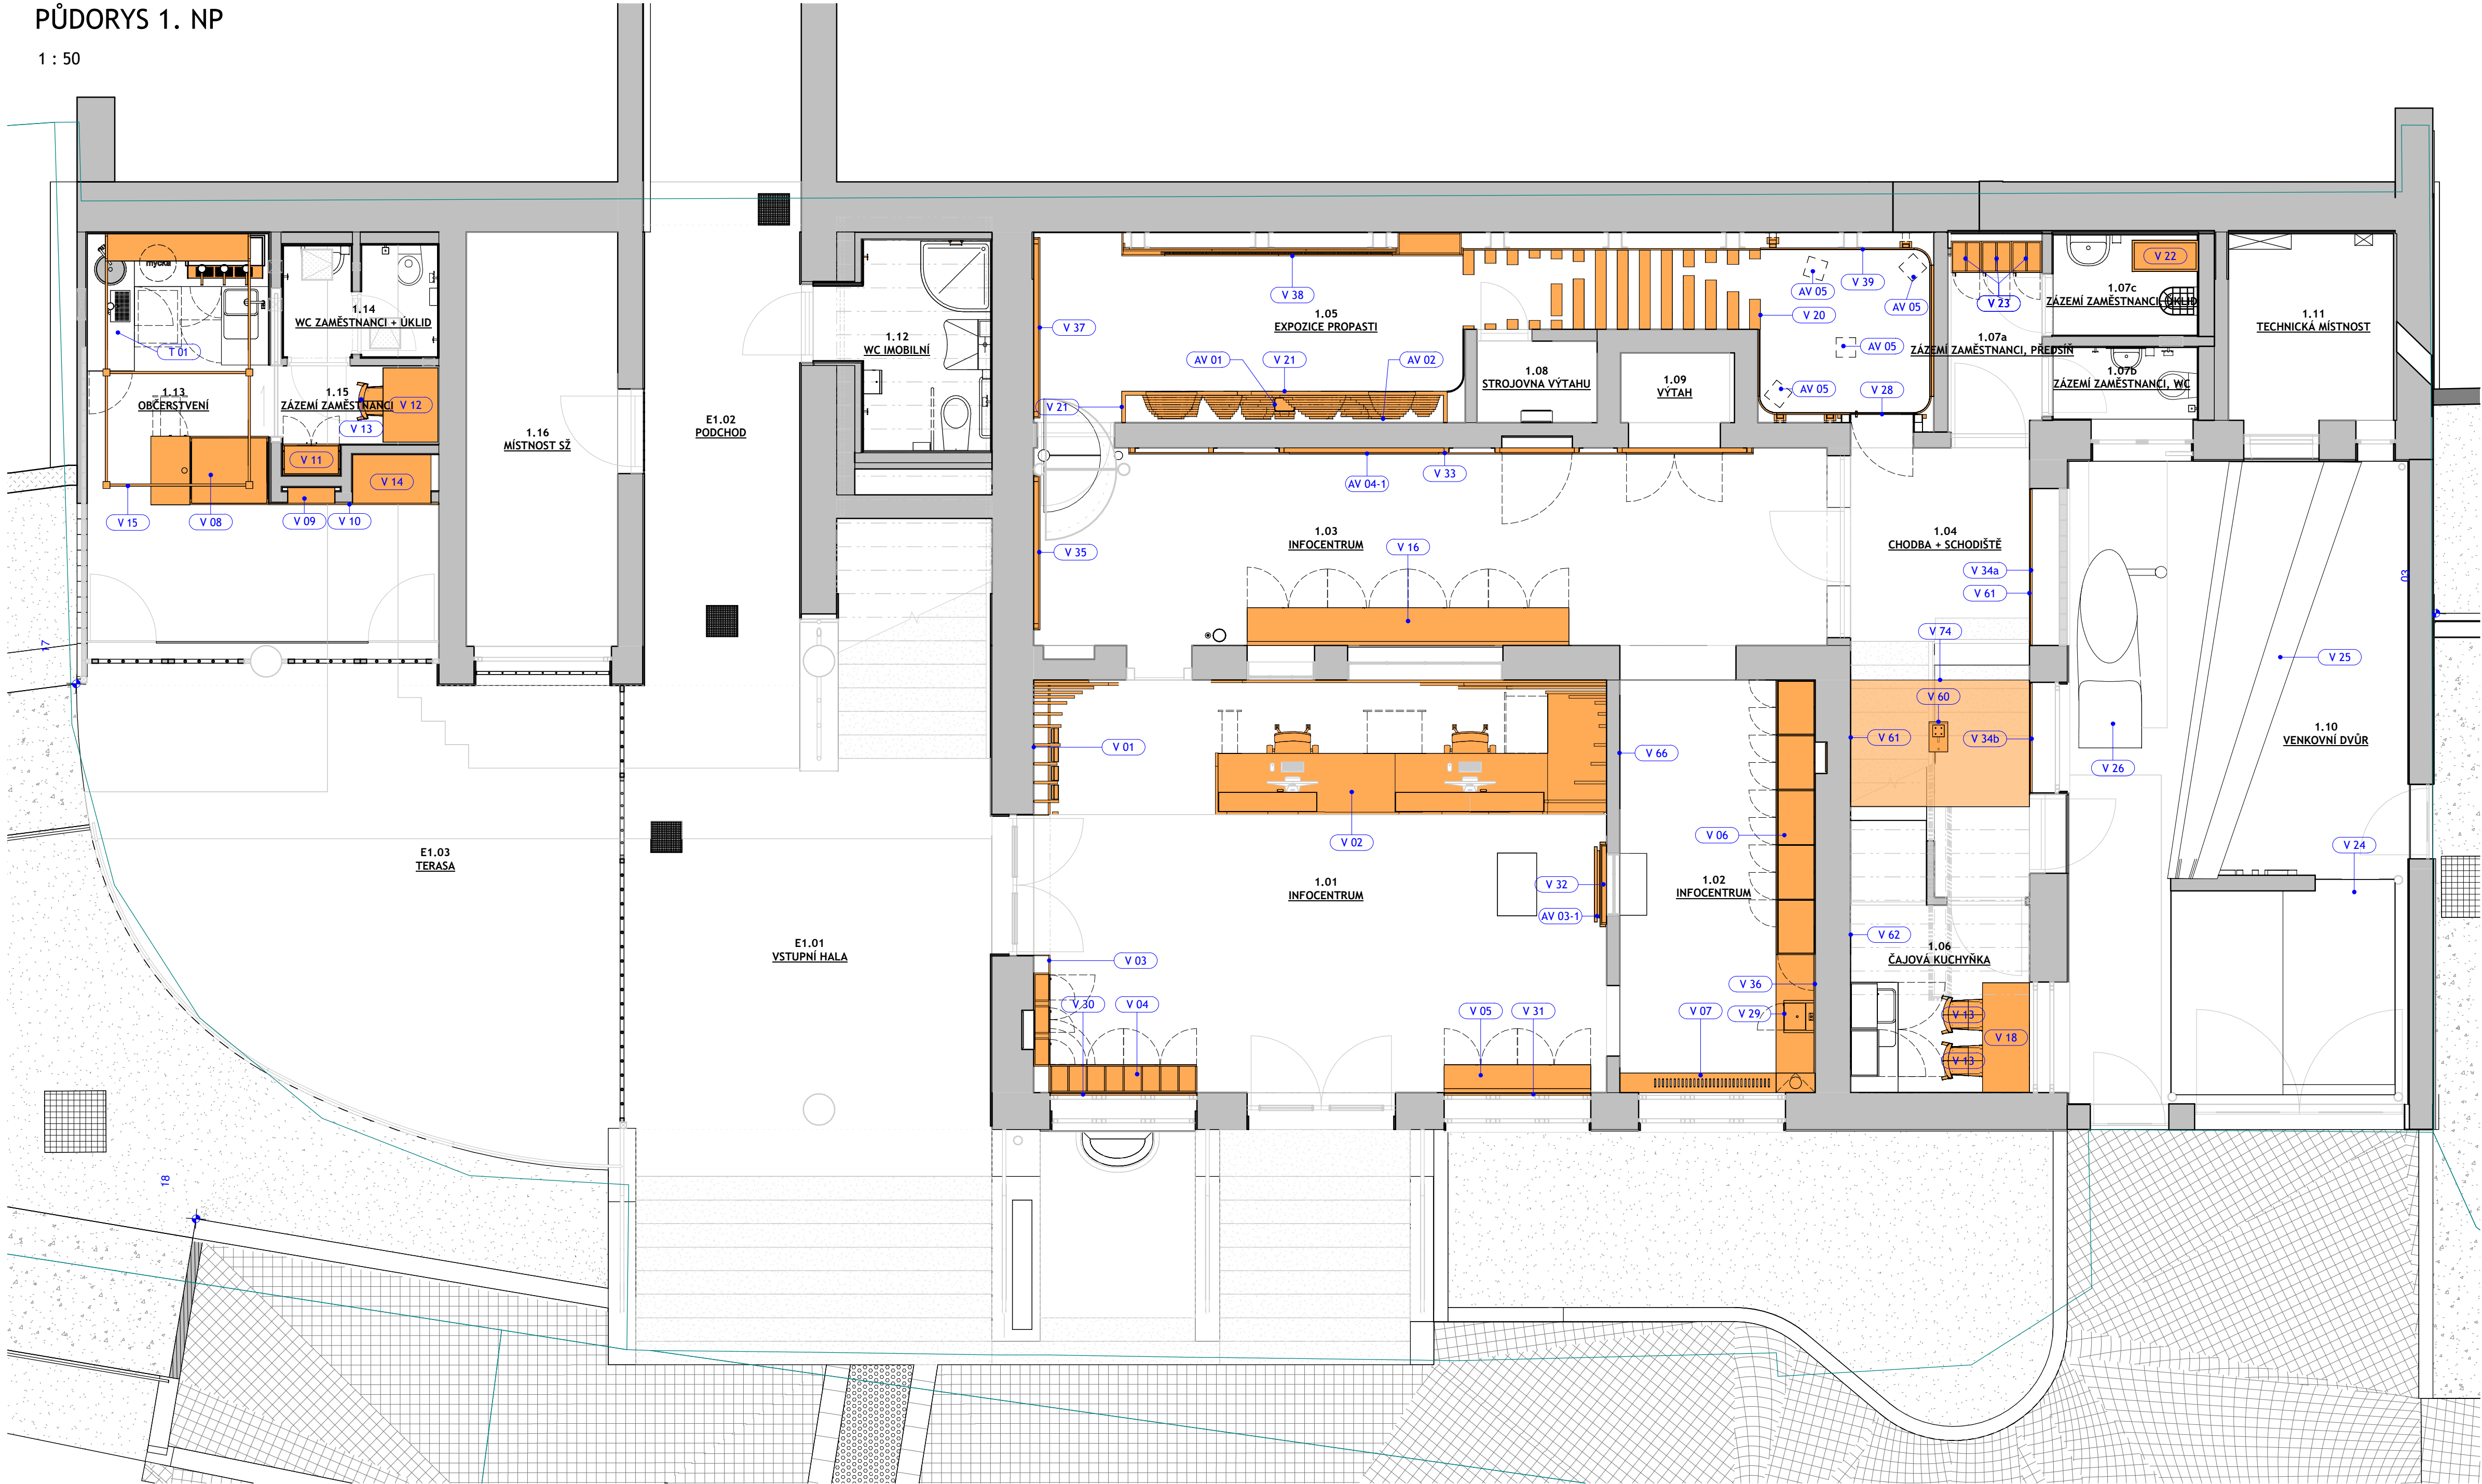 PŮDORYS 1. NP
1 : 50
mycka
T 01
1.13
OBČERSTVENÍ
V 15
V 08
1.14
WC ZAMĚSTNANCI + ÚKLID
1.15
ZÁZEMÍ ZAMĚSTNANCI
V 12
V 13
V 11
V 14
V 09
V 10
1.16
MÍSTNOST SŽ
E1.02
PODCHOD
1.12
WC IMOBILNÍ
V 37
V 38
1.05
EXPOZICE PROPASTI
AV 01
V 21
AV 02
V 21
1.08
STROJOVNA VÝTAHU
1.09
VÝTAH
AV 05
V 39
AV 05
V 20
AV 05
AV 05
V 28
V 23
1.07a
ZÁZEMÍ ZAMĚSTNANCI, PŘEDSÍŇ
V 22
1.07c
ZÁZEMÍ ZAMĚSTNANCI, ÚKLID
1.07b
ZÁZEMÍ ZAMĚSTNANCI, WC
1.11
TECHNICKÁ MÍSTNOST
AV 04-1
V 33
V 35
1.03
INFOCENTRUM
V 16
1.04
CHODBA + SCHODIŠTĚ
V 34a
V 61
V 74
V 60
V 61
V 34b
03
V 25
1.10
VENKOVNÍ DVŮR
V 26
V 24
17
V 01
V 66
V 02
V 06
E1.03
TERASA
1.01
INFOCENTRUM
V 32
AV 03-1
1.02
INFOCENTRUM
E1.01
VSTUPNÍ HALA
V 62
1.06
ČAJOVÁ KUCHYŇKA
V 03
V 30
V 04
V 05
V 31
V 07
V 36
V 29
V 13
V 18
V 13
18